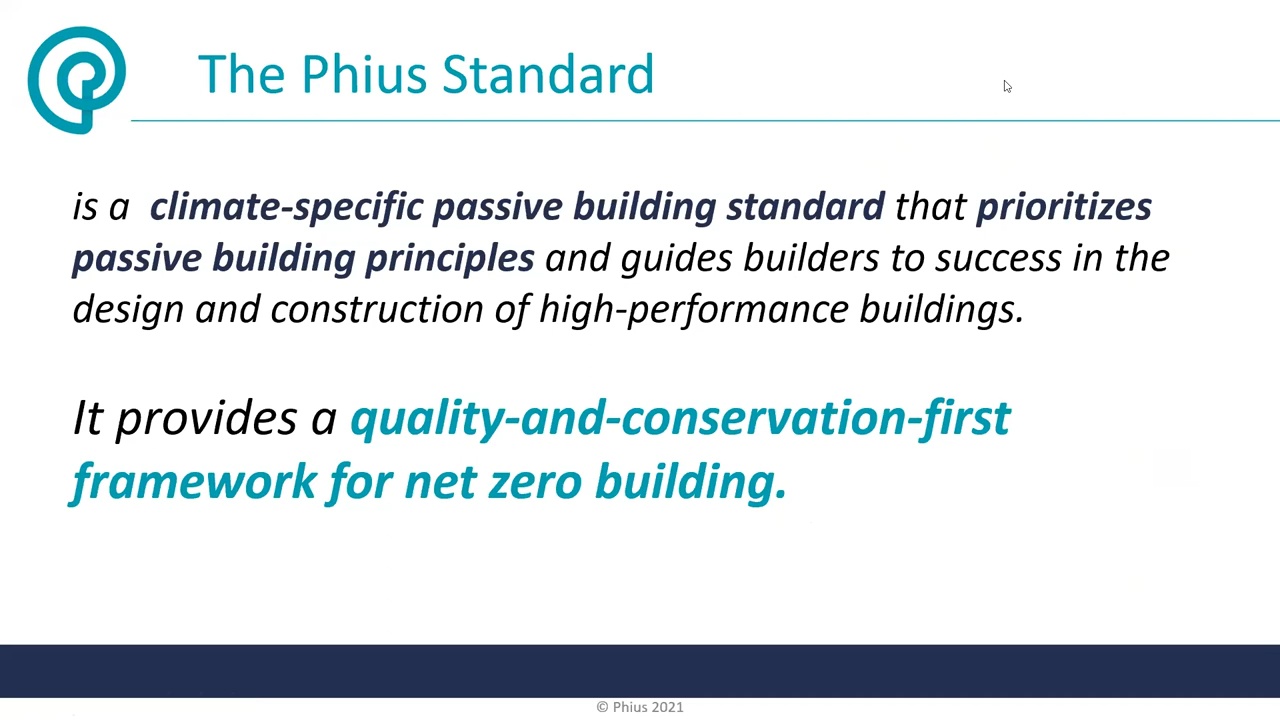 The Phius Standard
is a climate-specific passive building standard that prioritizes
passive building principles and guides builders to success in the
design and construction of high-performance buildings.
It provides a quality-and-conservation-first
framework for net zero building.
© Phius 2021